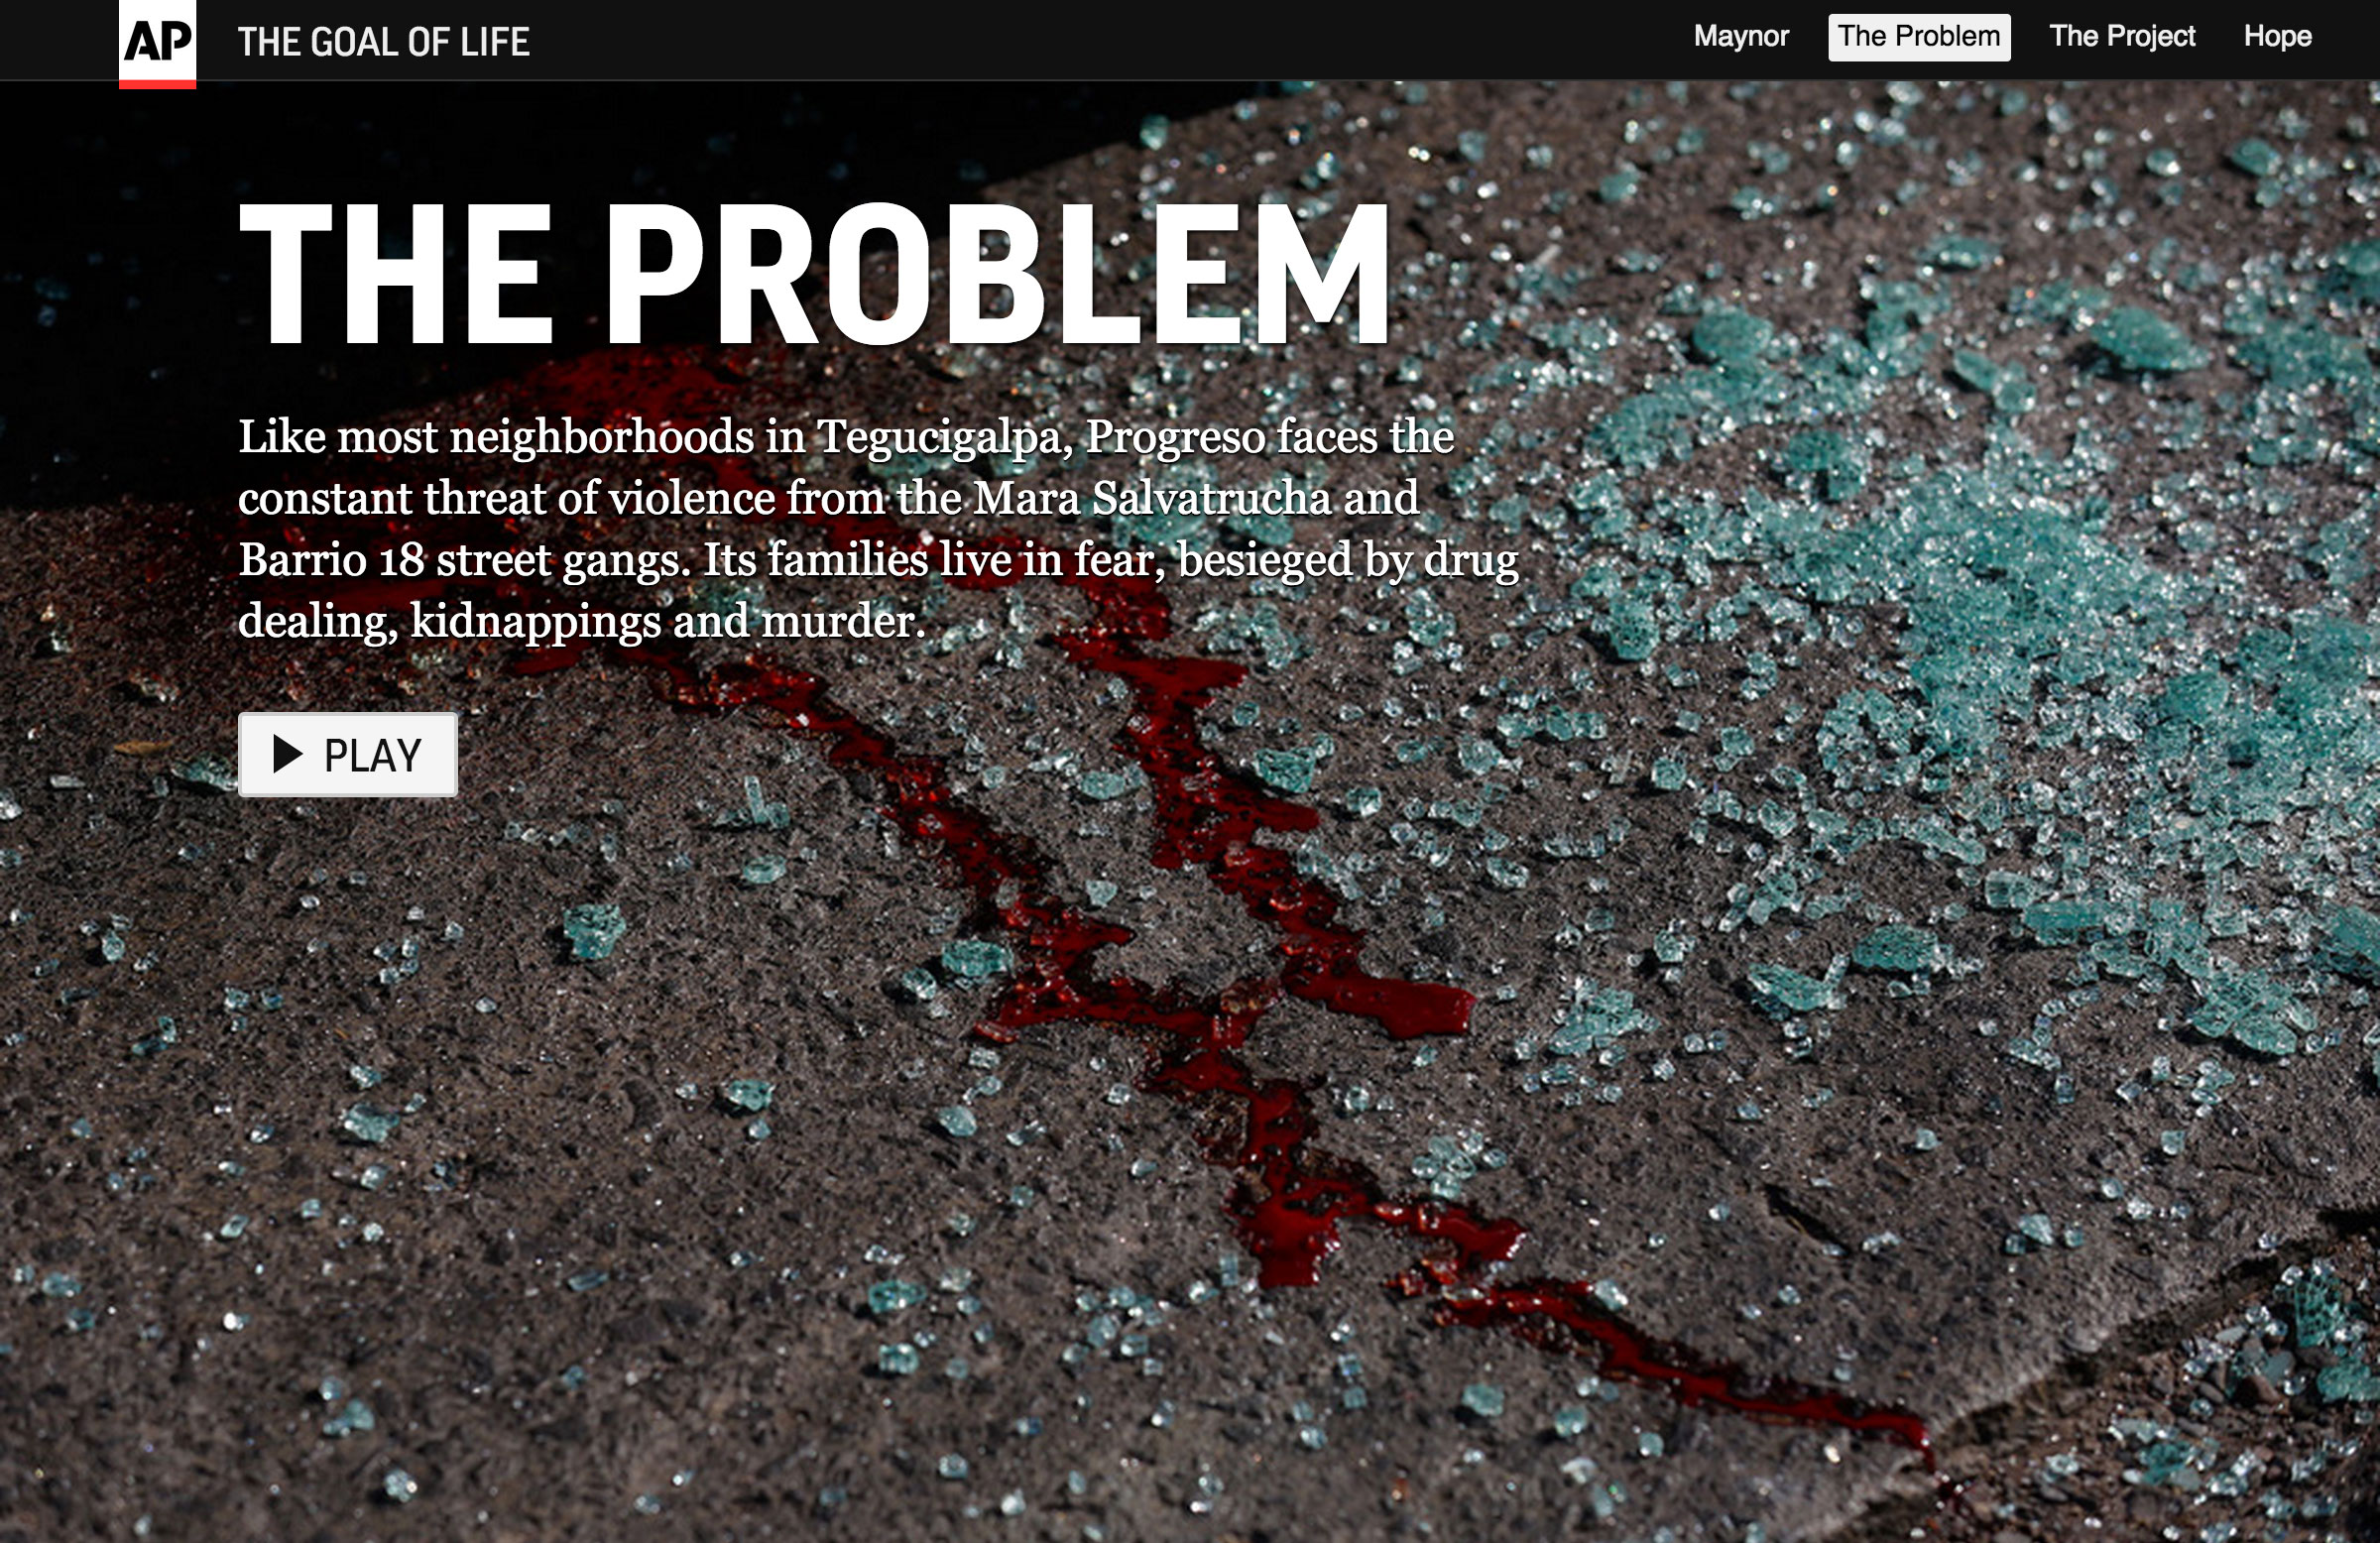 AP
THE GOAL OF LIFE
Maynor
The Problem
The Project
Hope
THE PROBLEM
Like most neighborhoods in Tegucigalpa, Progreso faces the
constant threat of violence from the Mara Salvatrucha and
Barrio 18 street gangs. Its families live in fear, besieged by drug
dealing, kidnappings and murder.
PLAY